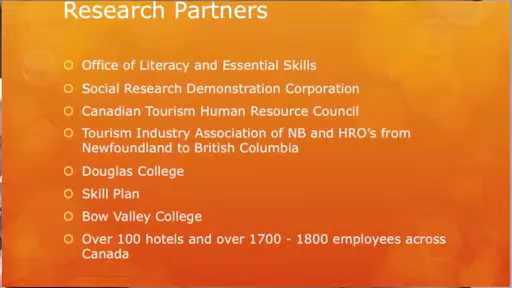 Research Partners
Office of Literacy and Essential Skills
Social Research Demonstration Corporation
Canadian Tourism Human Resource Council
Tourism Industry Association of NB and HRO's from
Newfoundland to British Columbia
Douglas College
Skill Plan
Bow Valley College
Over 100 hotels and over 1700 - 1800 employees across
Canada